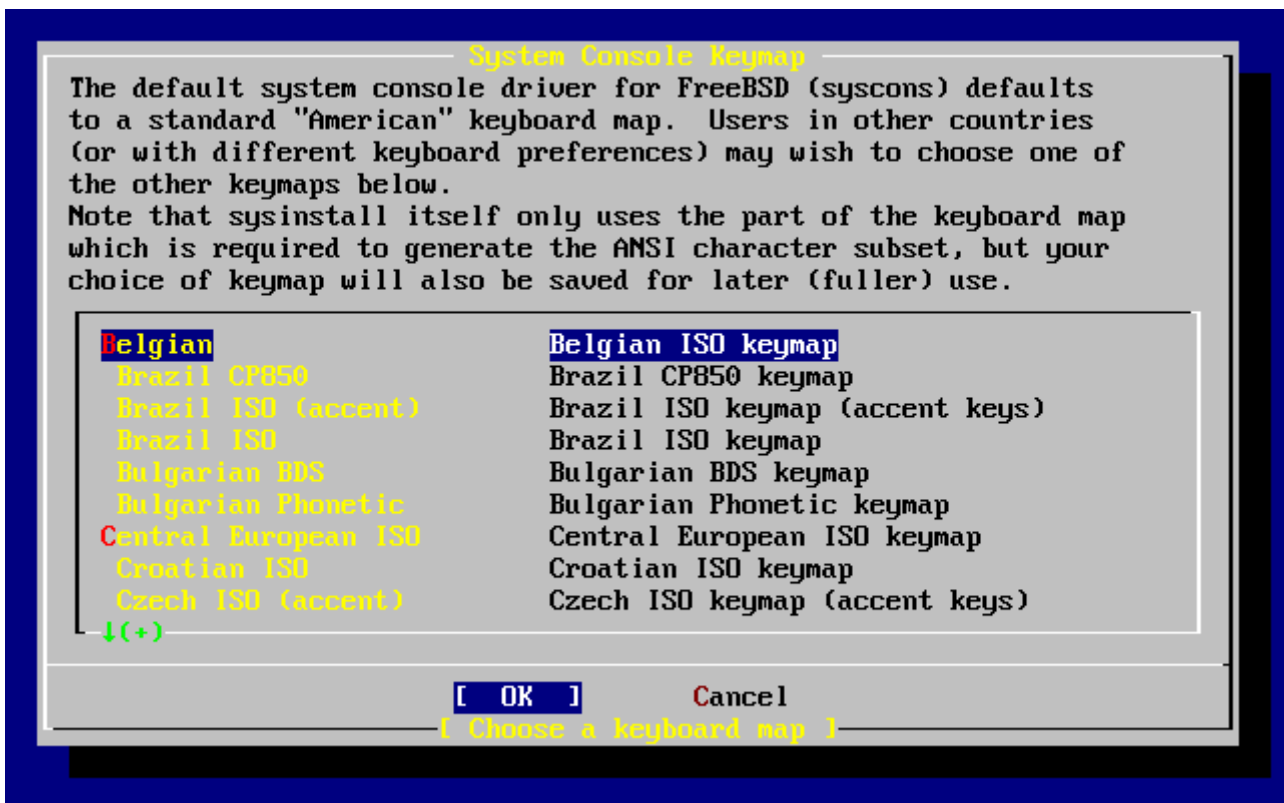 System Console Keymap
The default system console driver for FreeBSD (syscons) defaults
to a standard "American" keyboard map.  Users in other countries
(or with different keyboard preferences) may wish to choose one of
the other keymaps below.
Note that sysinstall itself only uses the part of the keyboard map
which is required to generate the ANSI character subset, but your
choice of keymap will also be saved for later (fuller) use.
Belgian Belgian ISO keymap
Brazil CP850 Brazil CP850 keymap
Brazil ISO (accent) Brazil ISO keymap (accent keys)
Brazil ISO Brazil ISO keymap
Bulgarian BDS Bulgarian BDS keymap
Bulgarian Phonetic Bulgarian Phonetic keymap
Central European ISO Central European ISO keymap
Croatian ISO Croatian ISO keymap
Czech ISO (accent) Czech ISO keymap (accent keys)
↓(+)
[ OK ] Cancel
[ Choose a keyboard map ]